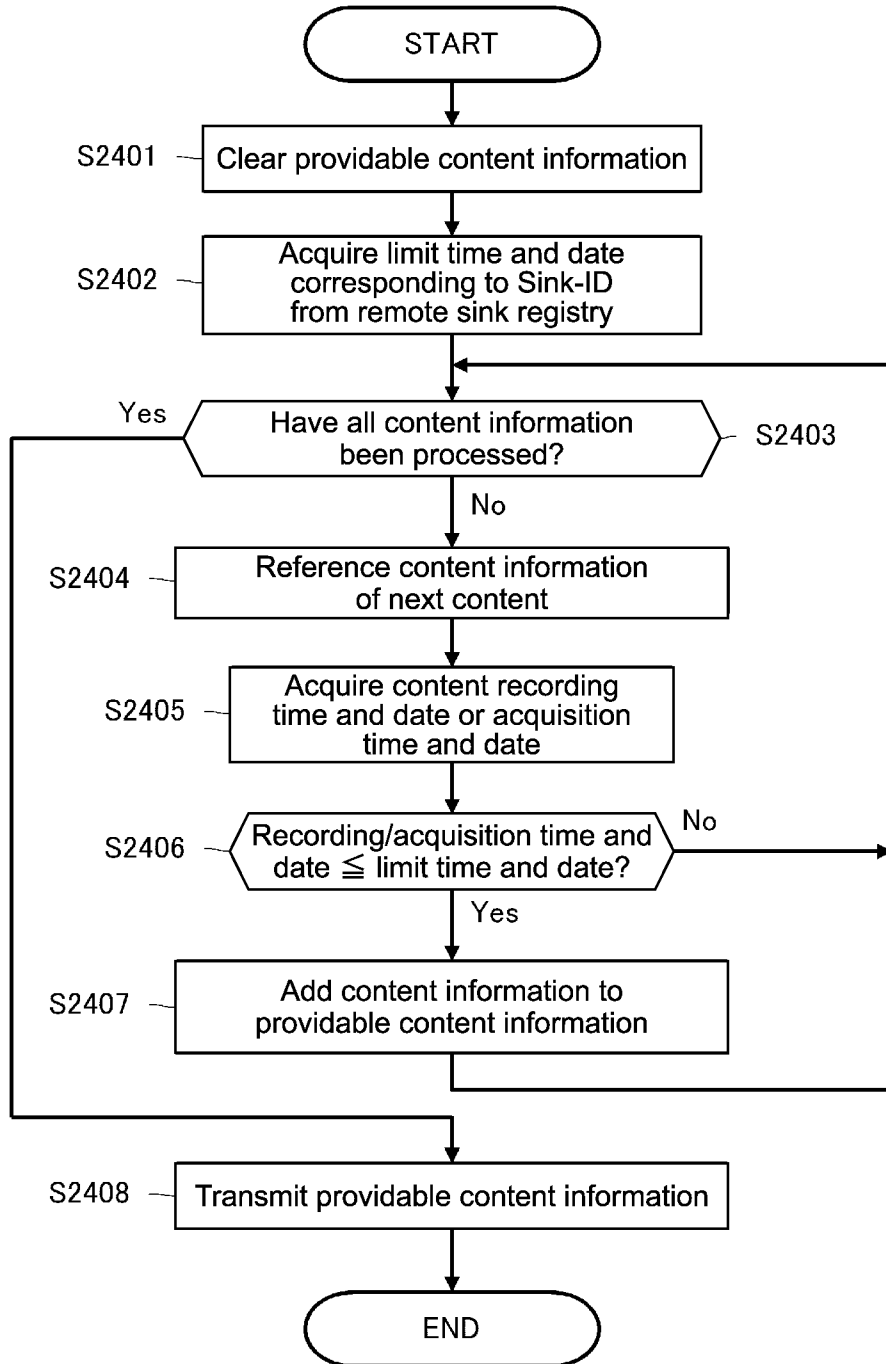 START
S2401
Clear providable content information
S2402
Acquire limit time and date
corresponding to Sink-ID
from remote sink registry
Yes
Have all content information
been processed?
S2403
No
S2404
Reference content information
of next content
S2405
Acquire content recording
time and date or acquisition
time and date
S2406
Recording/acquisition time and
date ≦ limit time and date?
No
Yes
S2407
Add content information to
providable content information
S2408
Transmit providable content information
END